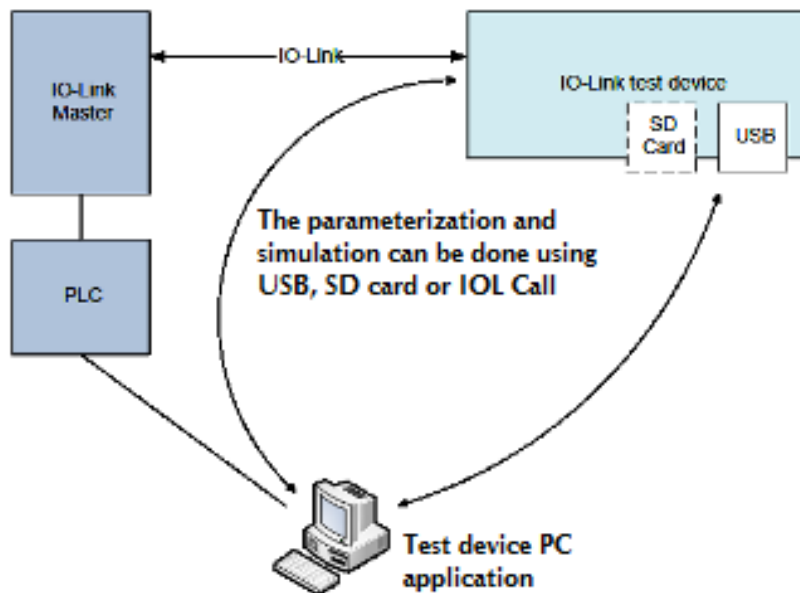 IO-Link
Master
IO-Link
IO-Link test device
SD
Card
USB
The parameterization and
simulation can be done using
USB, SD card or IOL Call
PLC
Test device PC
application